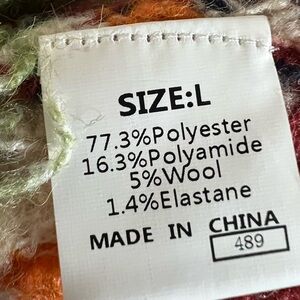 SIZE:L
77.3%Polyester
16.3%Polyamide
5%Wool
1.4%Elastane
MADE IN CHINA
489